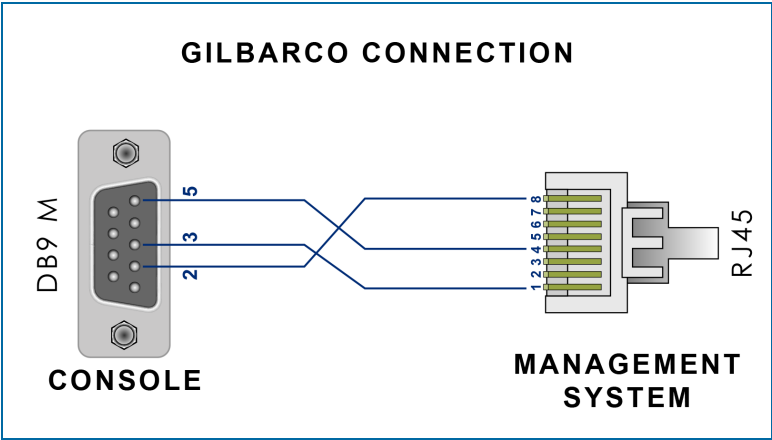 GILBARCO CONNECTION
DB9 M
5
3
2
8
7
6
5
4
3
2
1
RJ45
CONSOLE
MANAGEMENT
SYSTEM